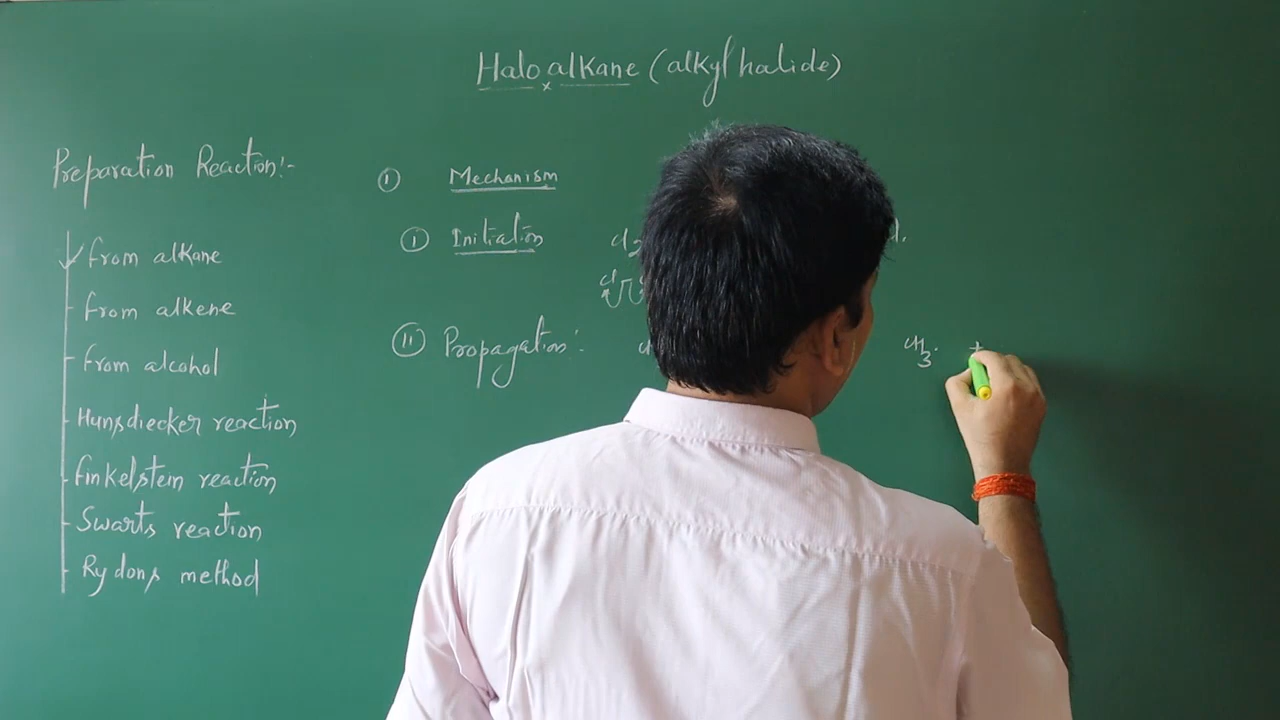 Halo alkane (alkyl halide)
x
Preparation Reaction:-
from alkane
from alkene
from alcohol
Hunsdiecker reaction
Finkelstein reaction
Swarts reaction
Rydons method
① Mechanism
① Initiation Cl2
⑪ Propagation: CH3· +